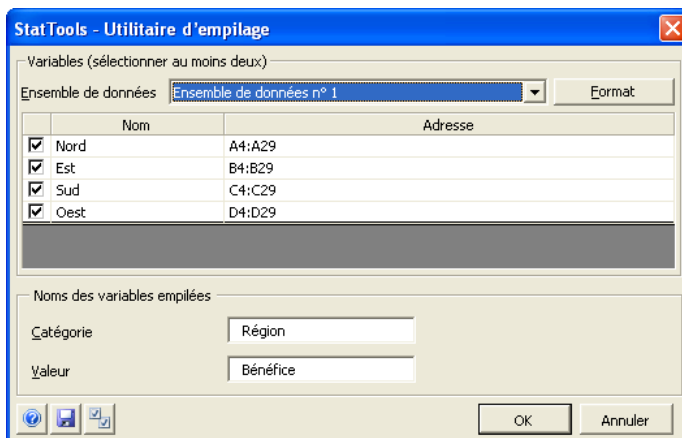 StatTools - Utilitaire d'empilage
Variables (sélectionner au moins deux)
Ensemble de données Ensemble de données n° 1 Format
Nom Adresse
Nord A4:A29
Est B4:B29
Sud C4:C29
Oest D4:D29
Noms des variables empilées
Catégorie Région
Valeur Bénéfice
OK Annuler